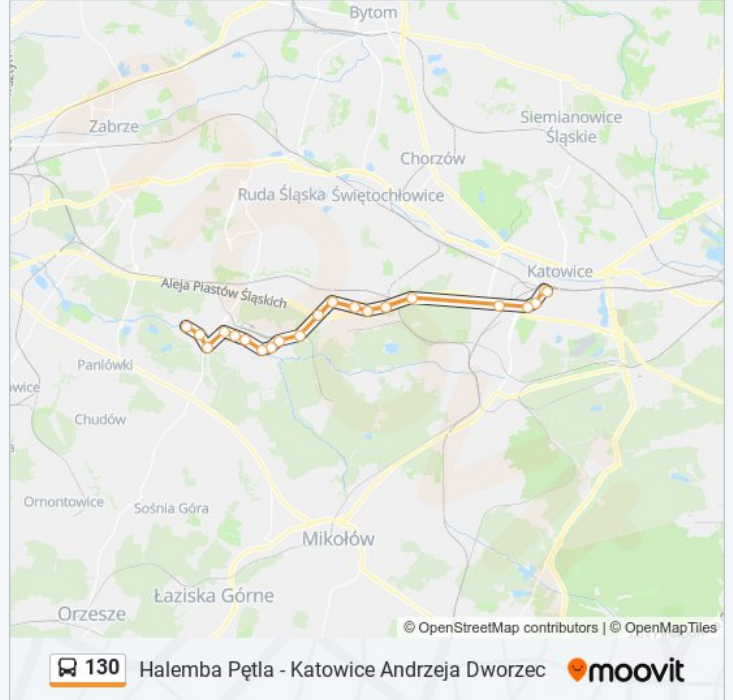 Bytom
Siemianowice
Śląskie
Zabrze
Chorzów
Ruda Śląska
Świętochłowice
Katowice
Aleja Piastów Śląskich
Paniówki
Chudów
Ornontowice
Sośnia Góra
Mikołów
Łaziska Górne
Orzesze
© OpenStreetMap contributors | © OpenMapTiles
130 Halemba Pętla - Katowice Andrzeja Dworzec moovit